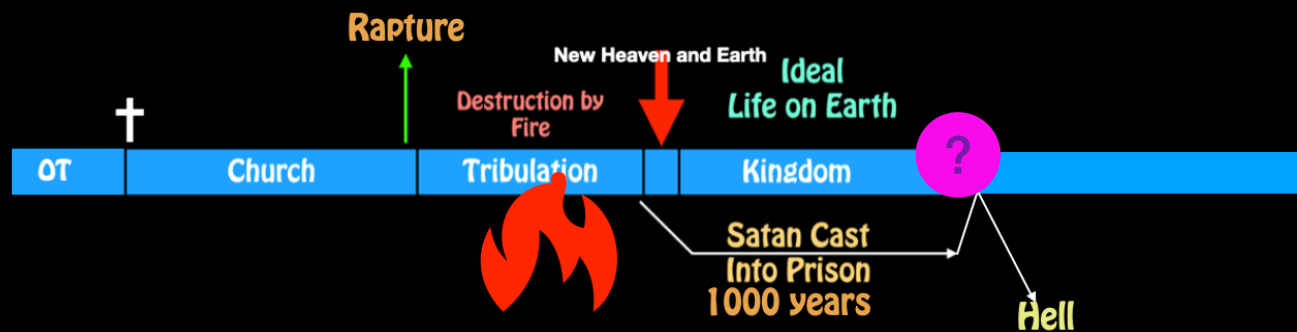 Rapture
New Heaven and Earth
Ideal
Life on Earth
Destruction by
Fire
OT
Church
Tribulation
Kingdom
?
Satan Cast
Into Prison
1000 years
Hell